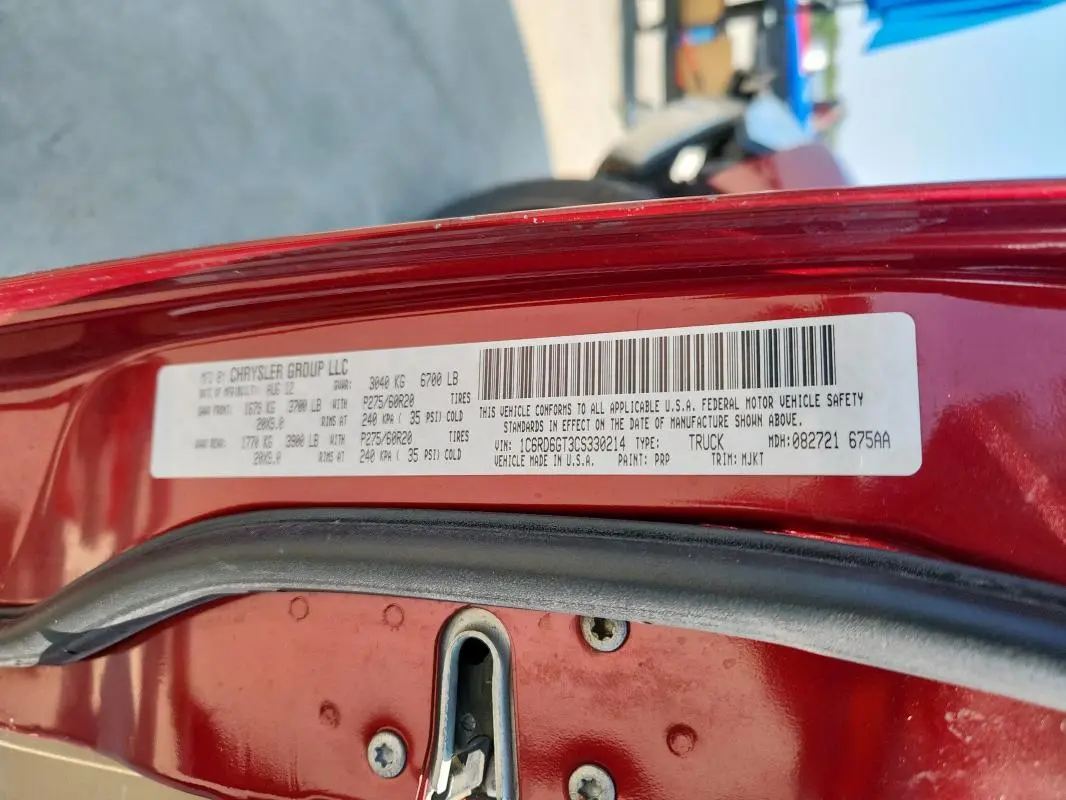 MFD BY CHRYSLER GROUP LLC
DATE OF MFR: AUG 12 GVWR: 3040 KG 6700 LB
GAWR FRONT: 1676 KG 3700 LB WITH P275/60R20 TIRES
20X9.0 RIMS AT 240 KPA ( 35 PSI) COLD
GAWR REAR: 1770 KG 3900 LB WITH P275/60R20 TIRES
20X9.0 RIMS AT 240 KPA ( 35 PSI) COLD
THIS VEHICLE CONFORMS TO ALL APPLICABLE U.S.A. FEDERAL MOTOR VEHICLE SAFETY
STANDARDS IN EFFECT ON THE DATE OF MANUFACTURE SHOWN ABOVE.
VIN: 1C6RD6GT3CS330214 TYPE: TRUCK MDH:082721 675AA
VEHICLE MADE IN U.S.A. PAINT: PRP TRIM: MJKT